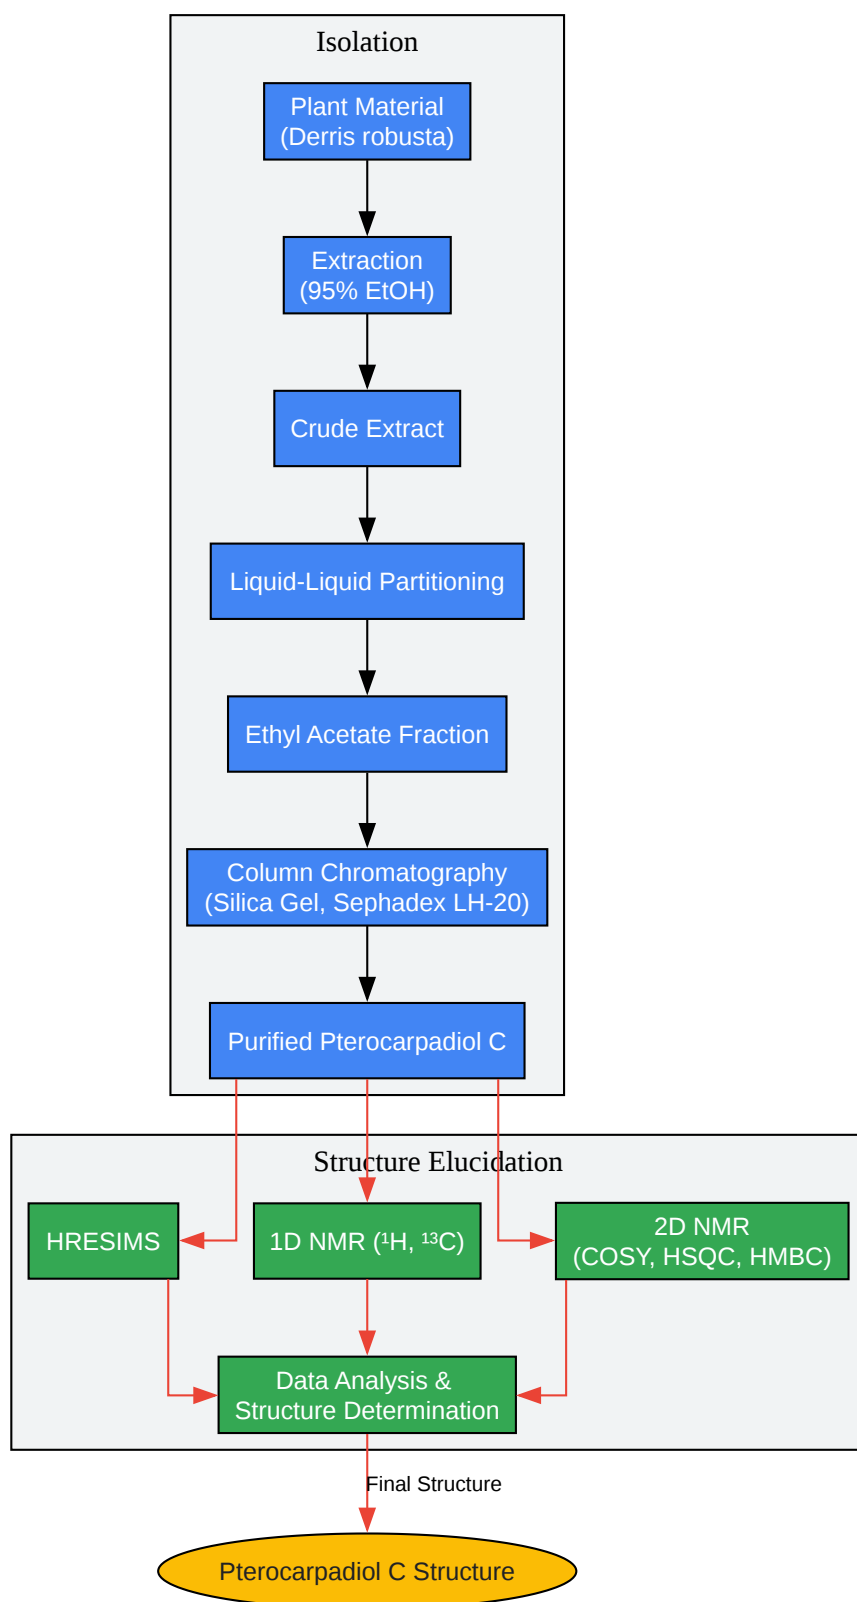 Isolation
Plant Material
(Derris robusta)
Extraction
(95% EtOH)
Crude Extract
Liquid-Liquid Partitioning
Ethyl Acetate Fraction
Column Chromatography
(Silica Gel, Sephadex LH-20)
Purified Pterocarpadiol C
Structure Elucidation
HRESIMS
1D NMR (¹H, ¹³C)
2D NMR
(COSY, HSQC, HMBC)
Data Analysis &
Structure Determination
Final Structure
Pterocarpadiol C Structure